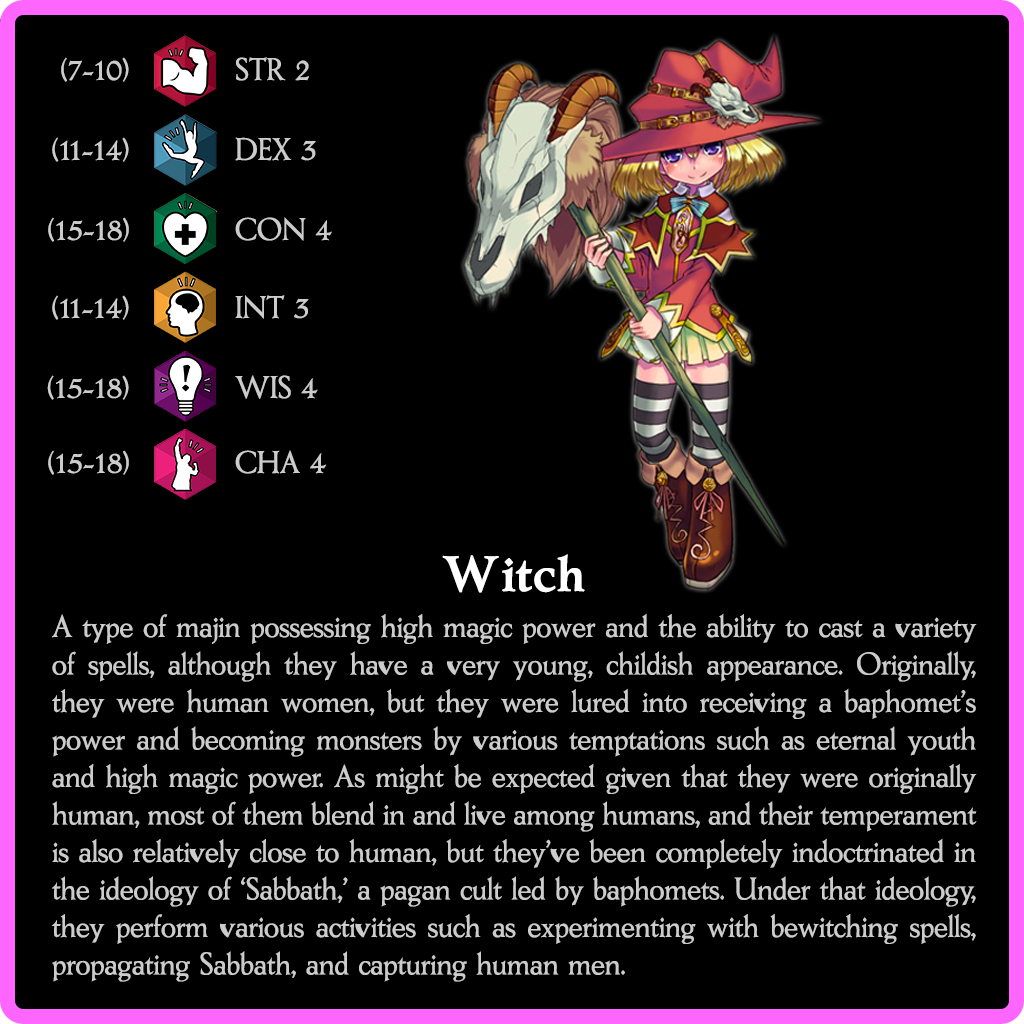 (7-10) STR 2
(11-14) DEX 3
(15-18) CON 4
(11-14) INT 3
(15-18) WIS 4
(15-18) CHA 4
Witch
A type of majin possessing high magic power and the ability to cast a variety
of spells, although they have a very young, childish appearance. Originally,
they were human women, but they were lured into receiving a baphomet's
power and becoming monsters by various temptations such as eternal youth
and high magic power. As might be expected given that they were originally
human, most of them blend in and live among humans, and their temperament
is also relatively close to human, but they've been completely indoctrinated in
the ideology of 'Sabbath,' a pagan cult led by baphomets. Under that ideology,
they perform various activities such as experimenting with bewitching spells,
propagating Sabbath, and capturing human men.